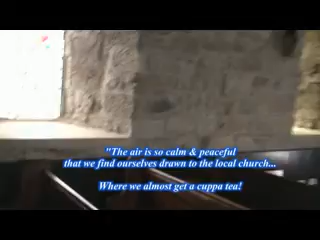 "The air is so calm & peaceful
that we find ourselves drawn to the local church...
Where we almost get a cuppa tea!